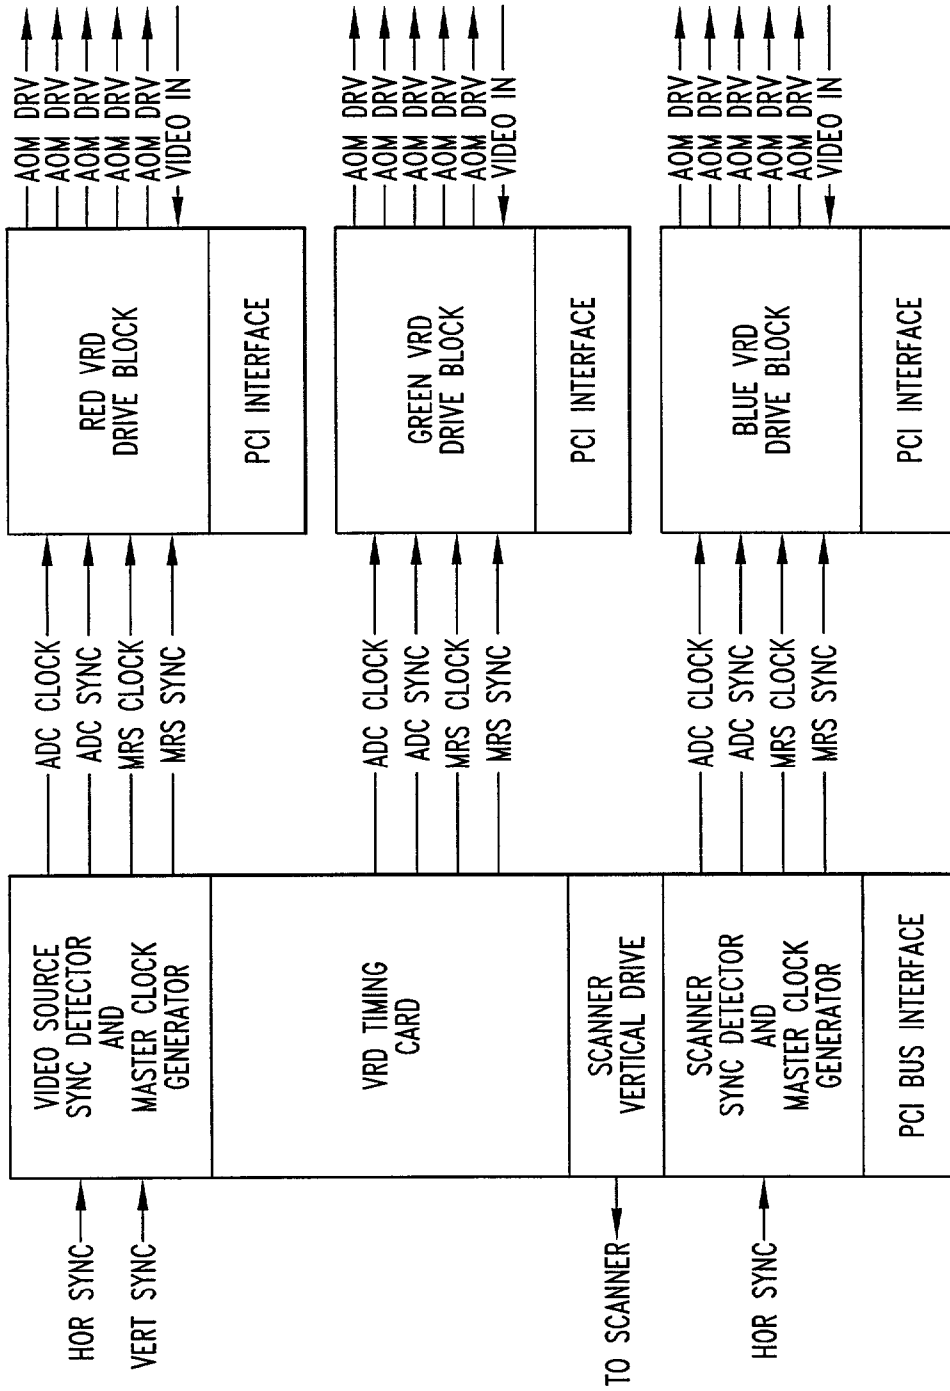 HOR SYNC
VERT SYNC
TO SCANNER
HOR SYNC
VIDEO SOURCE
SYNC DETECTOR
AND
MASTER CLOCK
GENERATOR
VRD TIMING
CARD
SCANNER
VERTICAL DRIVE
SCANNER
SYNC DETECTOR
AND
MASTER CLOCK
GENERATOR
PCI BUS INTERFACE
ADC CLOCK
ADC SYNC
MRS CLOCK
MRS SYNC
ADC CLOCK
ADC SYNC
MRS CLOCK
MRS SYNC
ADC CLOCK
ADC SYNC
MRS CLOCK
MRS SYNC
RED VRD
DRIVE BLOCK
PCI INTERFACE
GREEN VRD
DRIVE BLOCK
PCI INTERFACE
BLUE VRD
DRIVE BLOCK
PCI INTERFACE
AOM DRV
AOM DRV
AOM DRV
AOM DRV
AOM DRV
VIDEO IN
AOM DRV
AOM DRV
AOM DRV
AOM DRV
AOM DRV
VIDEO IN
AOM DRV
AOM DRV
AOM DRV
AOM DRV
AOM DRV
VIDEO IN